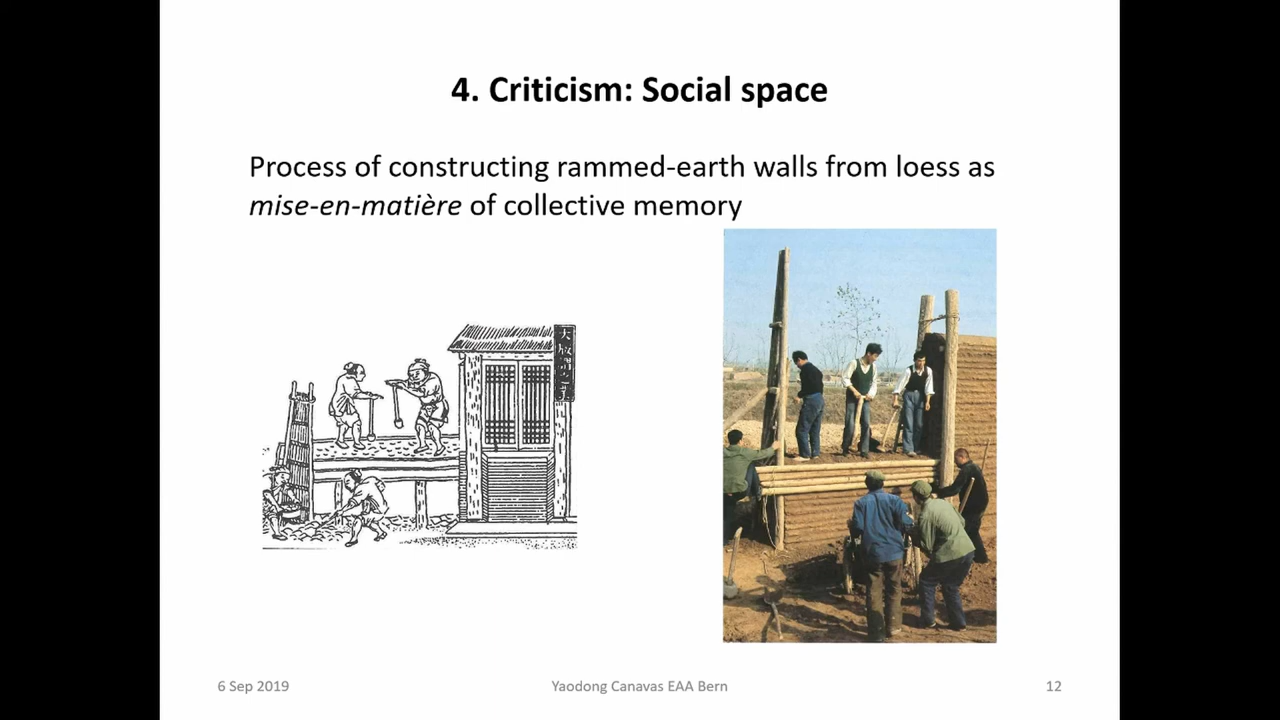 4. Criticism: Social space
Process of constructing rammed-earth walls from loess as
mise-en-matière of collective memory
6 Sep 2019
Yaodong Canavas EAA Bern
12